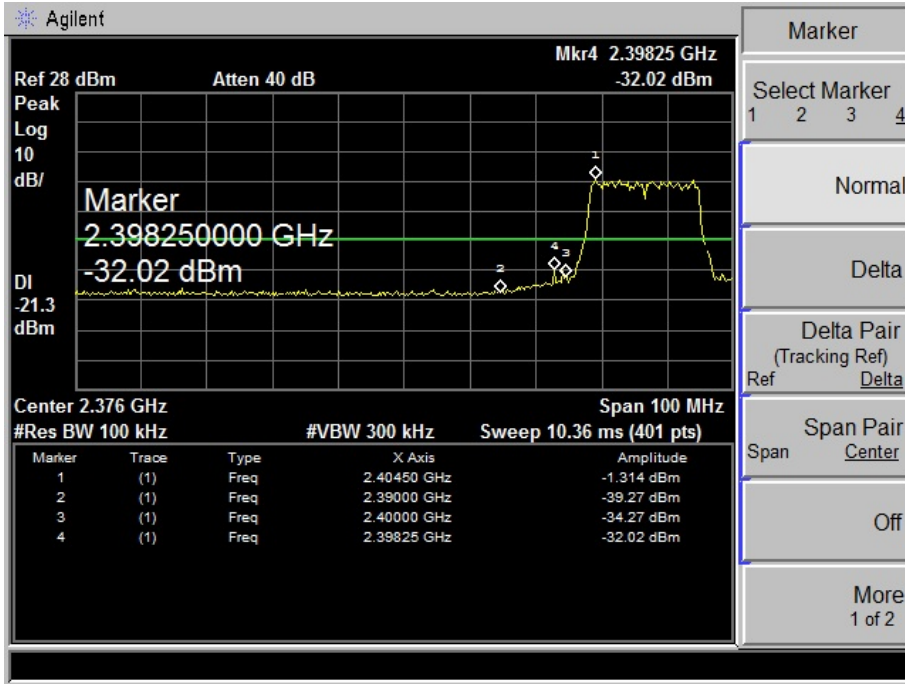 Agilent
Mkr4 2.39825 GHz
Ref 28 dBm Atten 40 dB -32.02 dBm
Peak
Log
10
dB/
DI
-21.3
dBm
1
2
4
3
Marker
2.398250000 GHz
-32.02 dBm
Center 2.376 GHz Span 100 MHz
#Res BW 100 kHz #VBW 300 kHz Sweep 10.36 ms (401 pts)
Marker Trace Type X Axis Amplitude
1 (1) Freq 2.40450 GHz -1.314 dBm
2 (1) Freq 2.39000 GHz -39.27 dBm
3 (1) Freq 2.40000 GHz -34.27 dBm
4 (1) Freq 2.39825 GHz -32.02 dBm
Marker
Select Marker
1 2 3 4
Normal
Delta
Delta Pair
(Tracking Ref)
Ref Delta
Span Pair
Span Center
Off
More
1 of 2